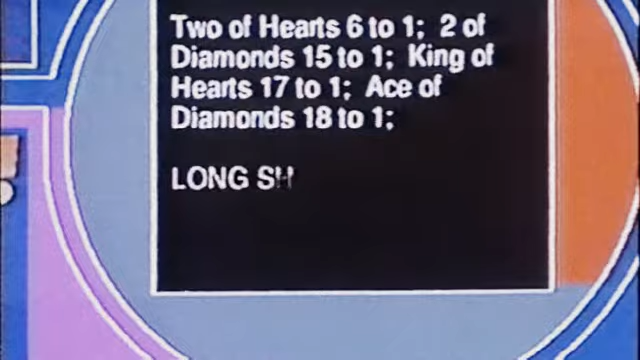 Two of Hearts 6 to 1; 2 of
Diamonds 15 to 1; King of
Hearts 17 to 1; Ace of
Diamonds 18 to 1;
LONG SH